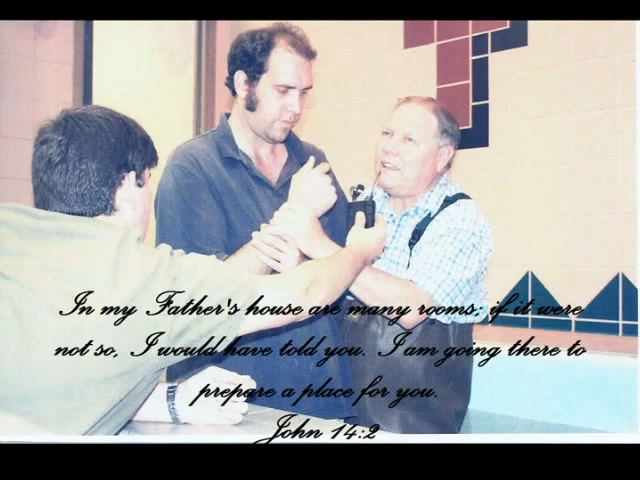 In my Father's house are many rooms; if it were
not so, I would have told you. I am going there to
prepare a place for you.
John 14:2